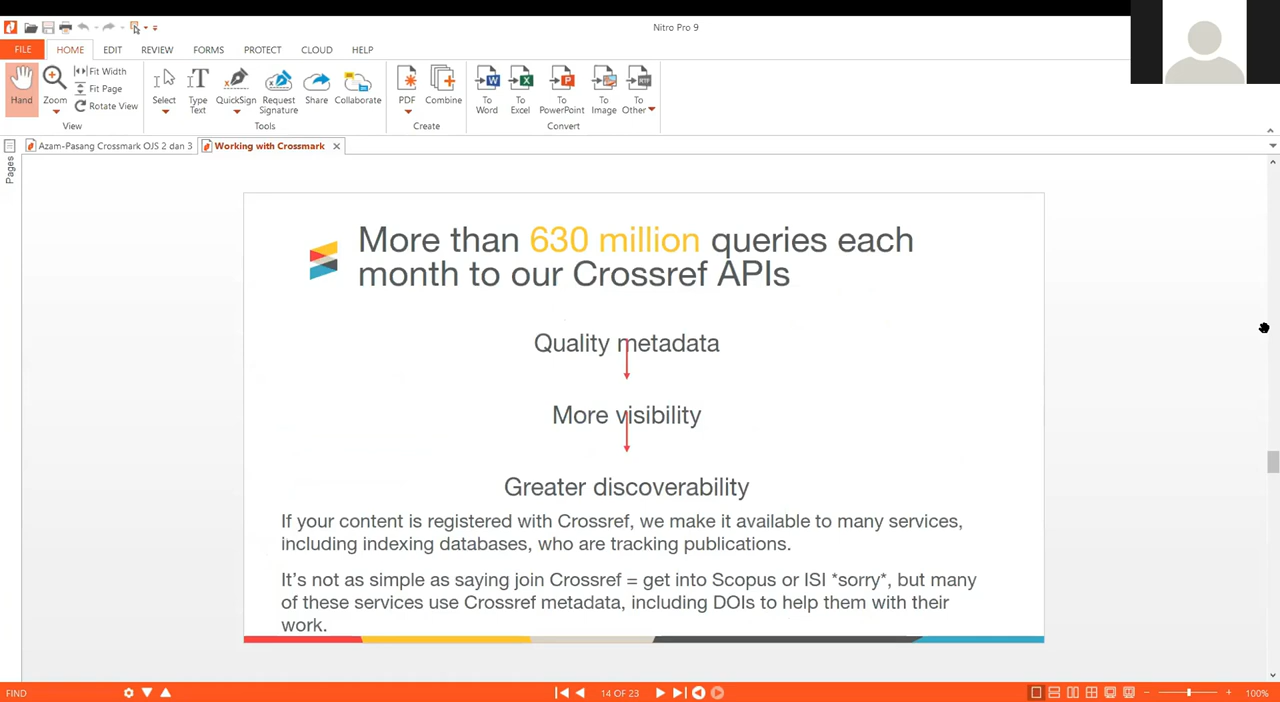 Nitro Pro 9
FILE HOME EDIT REVIEW FORMS PROTECT CLOUD HELP
Hand
Zoom
Fit Width
Fit Page
Rotate View
View
Select
Type Text
QuickSign
Request Signature
Share
Collaborate
Tools
PDF
Combine
Create
To Word
To Excel
To PowerPoint
To Image
To Other
Convert
Pages
Azam-Pasang Crossmark OJS 2 dan 3
Working with Crossmark
More than 630 million queries each
month to our Crossref APIs
Quality metadata
More visibility
Greater discoverability
If your content is registered with Crossref, we make it available to many services,
including indexing databases, who are tracking publications.
It's not as simple as saying join Crossref = get into Scopus or ISI *sorry*, but many
of these services use Crossref metadata, including DOIs to help them with their
work.
FIND
14 OF 23
100%